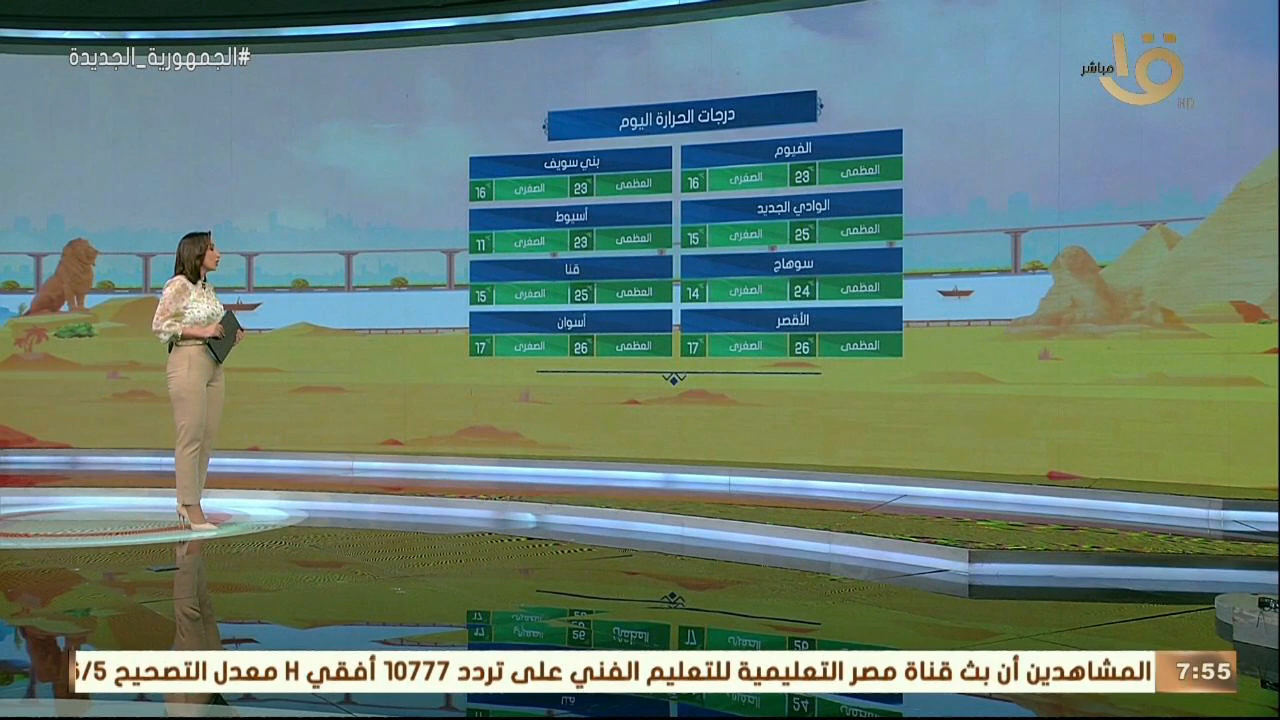 #الجمهورية_الجديدة
مباشر
HD
درجات الحرارة اليوم
الفيوم
العظمى 23 الصغرى 16
بني سويف
العظمى 23 الصغرى 16
الوادي الجديد
العظمى 25 الصغرى 15
أسيوط
العظمى 23 الصغرى 11
سوهاج
العظمى 24 الصغرى 14
قنا
العظمى 25 الصغرى 15
الأقصر
العظمى 26 الصغرى 17
أسوان
العظمى 26 الصغرى 17
7:55
المشاهدين أن بث قناة مصر التعليمية للتعليم الفني على تردد 10777 أفقي H معدل التصحيح 5/